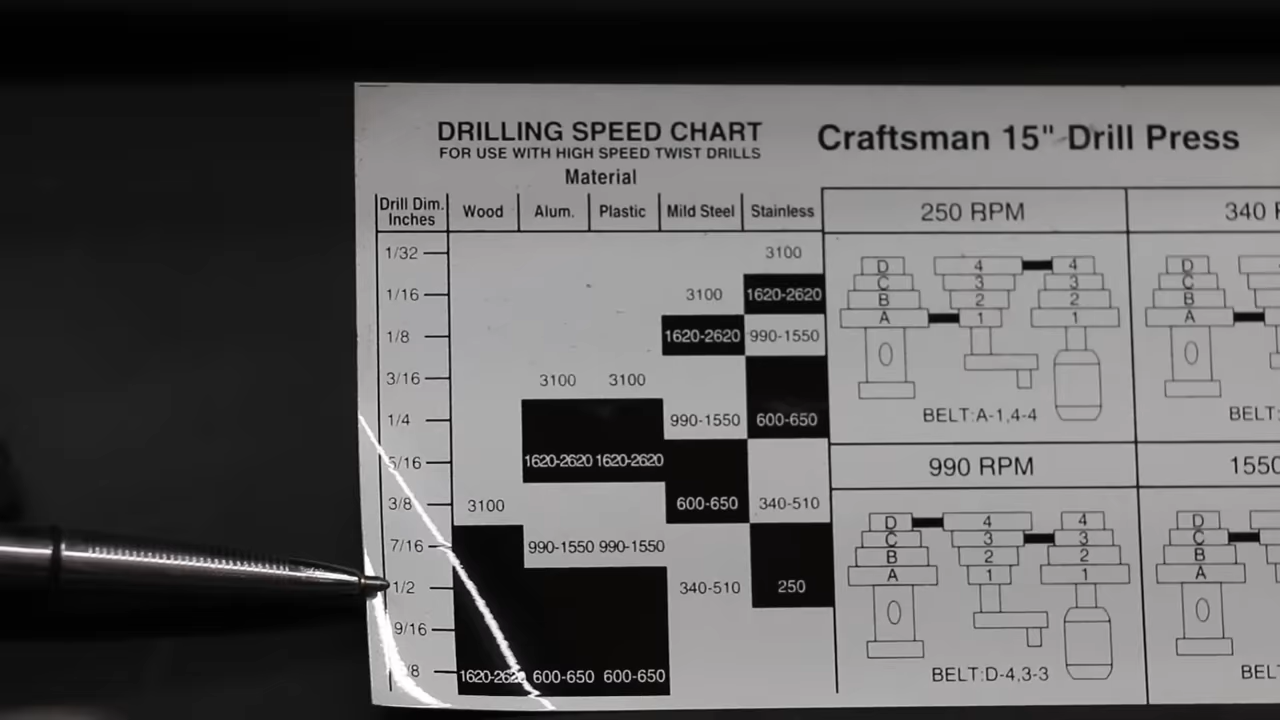 DRILLING SPEED CHART
FOR USE WITH HIGH SPEED TWIST DRILLS
Craftsman 15" Drill Press
Material
Drill Dim. Inches Wood Alum. Plastic Mild Steel Stainless
1/32 3100
1/16 3100 1620-2620
1/8 1620-2620 990-1550
3/16 3100 3100
1/4 990-1550 600-650
5/16 1620-2620 1620-2620
3/8 3100 600-650 340-510
7/16 990-1550 990-1550
1/2 340-510 250
9/16
1620-2620 600-650 600-650
250 RPM
D 4 4
C 3 3
B 2 2
A 1 1
BELT:A-1,4-4
340
D
C
B
A
BELT:
990 RPM
D 4 4
C 3 3
B 2 2
A 1 1
BELT:D-4,3-3
1550
D
C
B
A